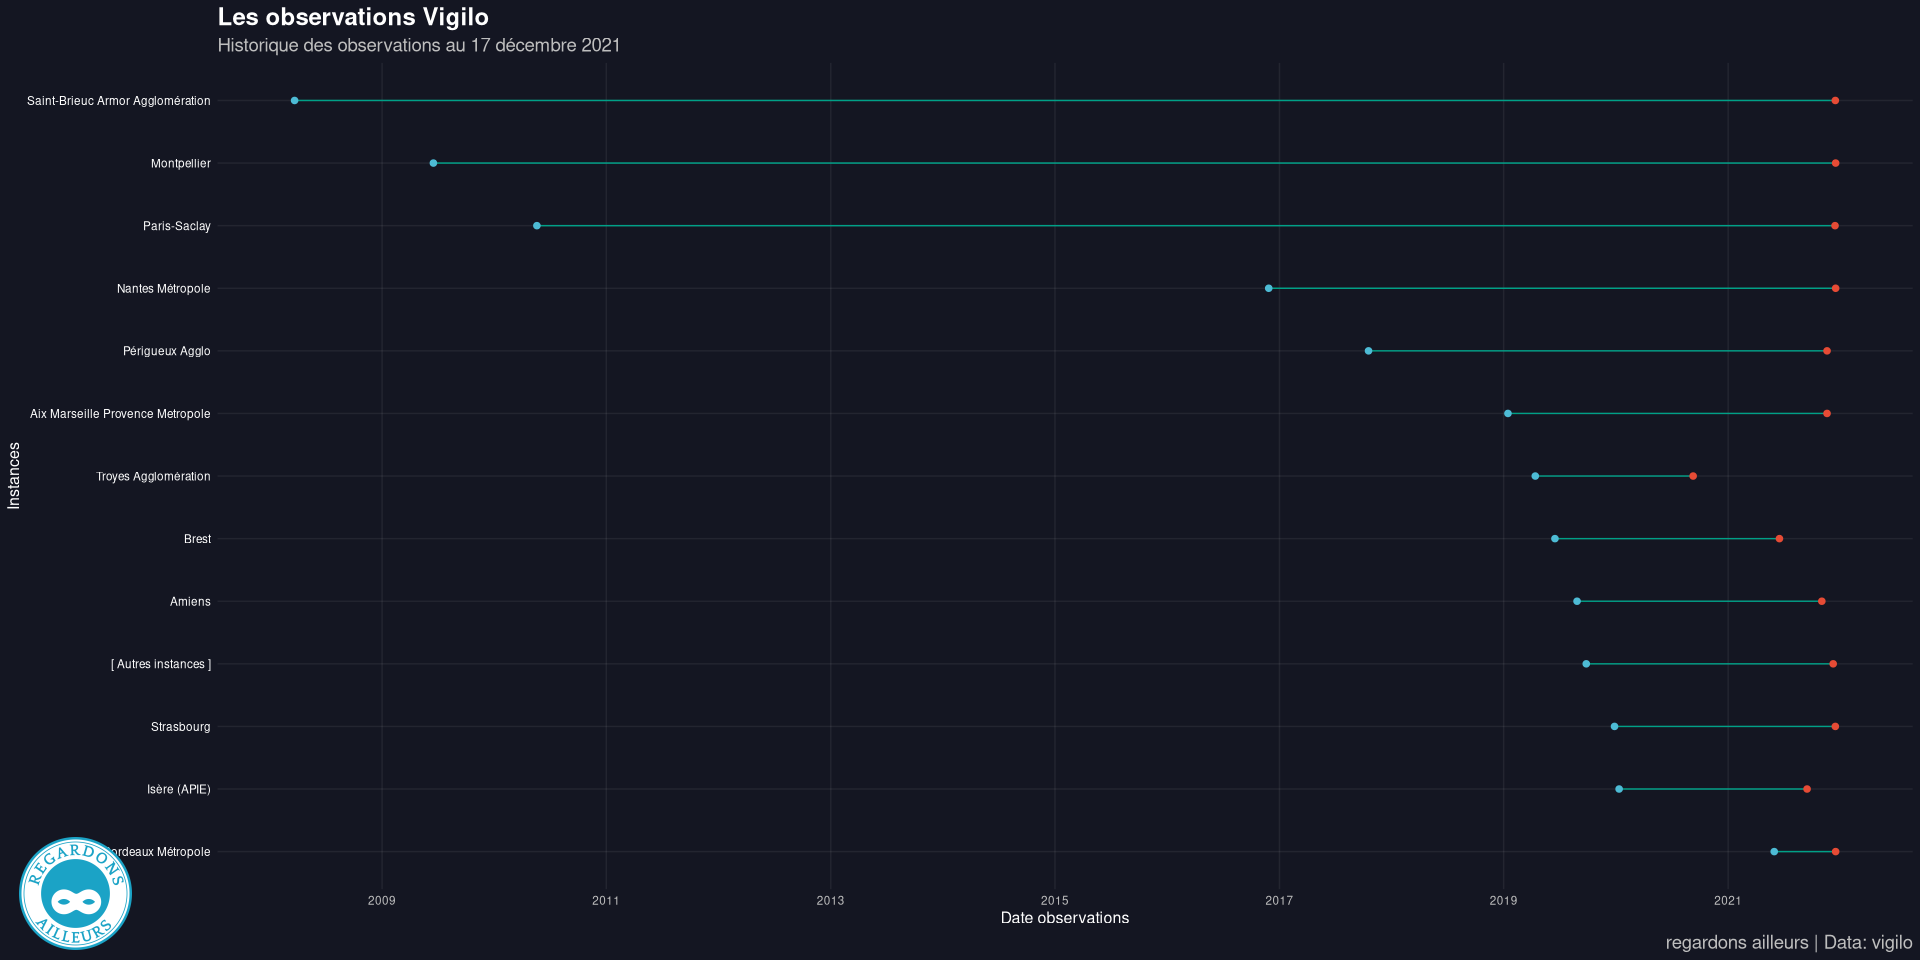 Les observations Vigilo
Historique des observations au 17 décembre 2021
Saint-Brieuc Armor Agglomération
Montpellier
Paris-Saclay
Nantes Métropole
Périgueux Agglo
Aix Marseille Provence Metropole
Troyes Agglomération
Brest
Amiens
[ Autres instances ]
Strasbourg
Isère (APIE)
ordeaux Métropole
Instances
2009 2011 2013 2015 2017 2019 2021
Date observations
REGARDONS
AILLEURS
regardons ailleurs | Data: vigilo